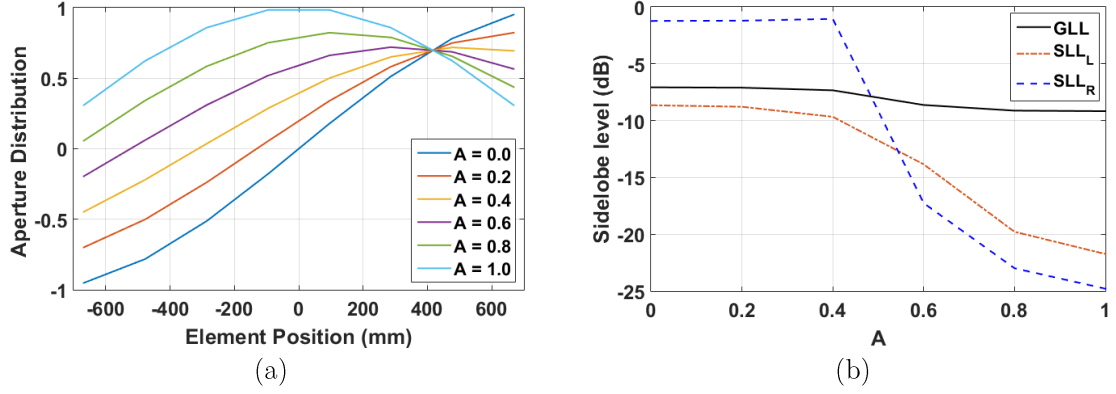 1
0.5
0
-0.5
-1
-600
-400
-200
0
200
400
600
Aperture Distribution
Element Position (mm)
A = 0.0
A = 0.2
A = 0.4
A = 0.6
A = 0.8
A = 1.0
(a)
0
-5
-10
-15
-20
-25
0
0.2
0.4
0.6
0.8
1
Sidelobe level (dB)
A
GLL
SLL_L
SLL_R
(b)